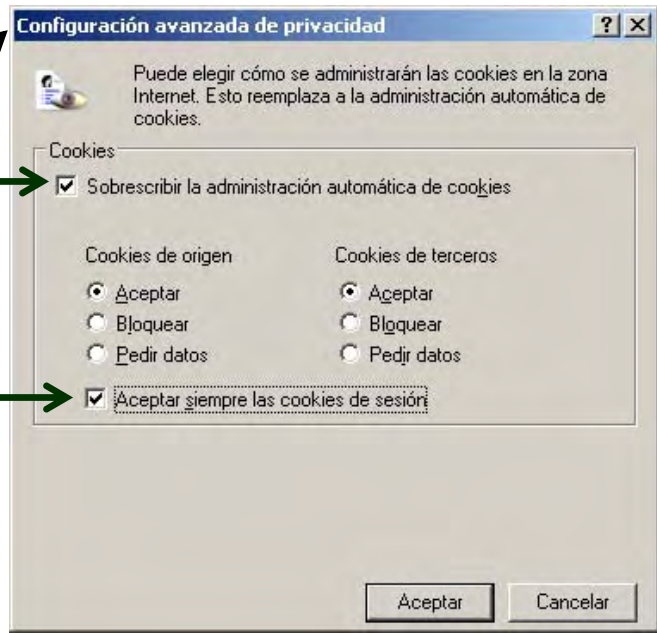 Configuración avanzada de privacidad
Puede elegir cómo se administrarán las cookies en la zona
Internet. Esto reemplaza a la administración automática de
cookies.
Cookies
Sobrescribir la administración automática de cookies
Cookies de origen
Cookies de terceros
Aceptar
Aceptar
Bloquear
Bloquear
Pedir datos
Pedir datos
Aceptar siempre las cookies de sesión
Aceptar
Cancelar